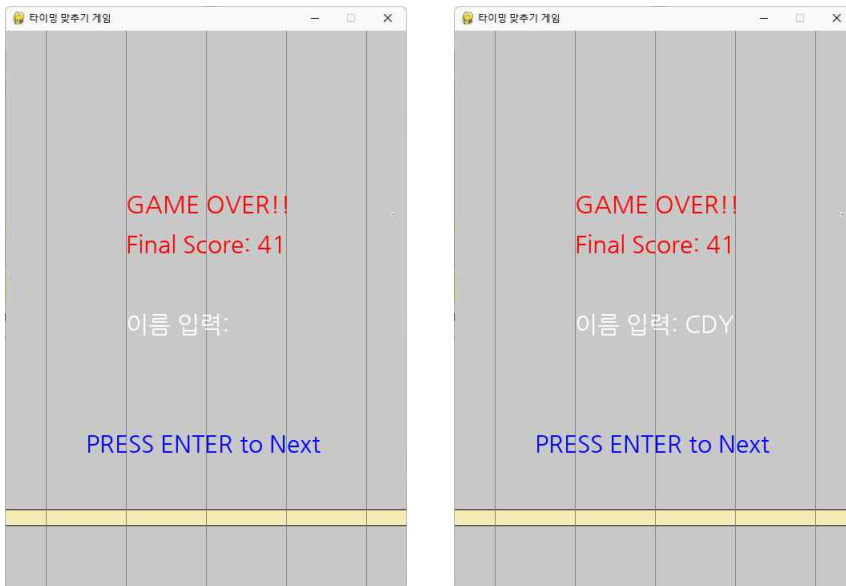 타이밍 맞추기 게임
GAME OVER!!
Final Score: 41
이름 입력:
PRESS ENTER to Next
타이밍 맞추기 게임
GAME OVER!!
Final Score: 41
이름 입력: CDY
PRESS ENTER to Next